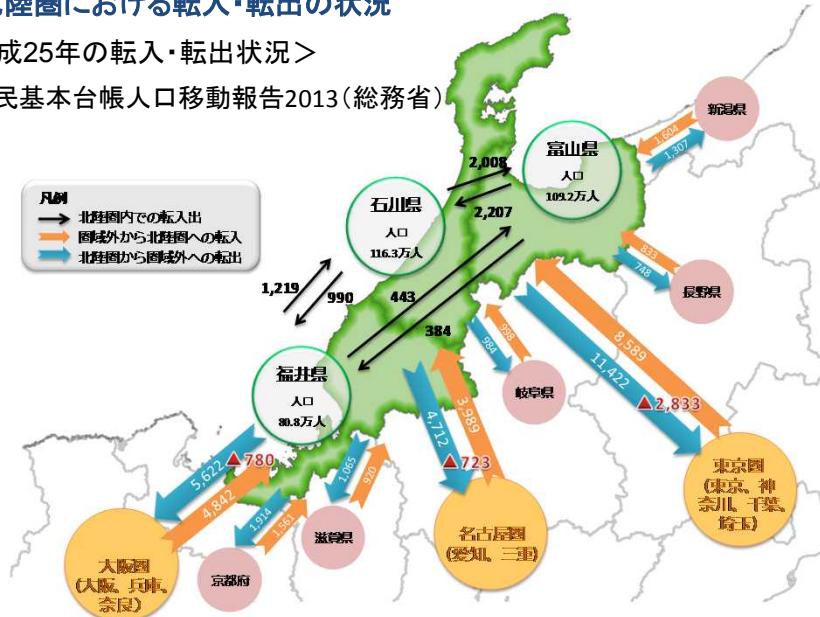 陸圏における転入・転出の状況
成25年の転入・転出状況＞
民基本台帳人口移動報告2013（総務省）
凡例
北陸圏内での転入出
圏域外から北陸圏への転入
北陸圏から圏域外への転出
石川県
人口
116.3万人
富山県
人口
109.2万人
福井県
人口
80.8万人
2,008
2,207
1,219
990
443
384
新潟県
1,604
1,307
長野県
833
748
岐阜県
998
984
東京圏
(東京、神
奈川、千葉、
埼玉)
8,589
11,422
▲2,833
名古屋圏
(愛知、三重)
3,989
4,712
▲723
滋賀県
1,065
920
京都府
1,914
1,561
大阪圏
(大阪、兵庫、
奈良)
5,622
4,842
▲780